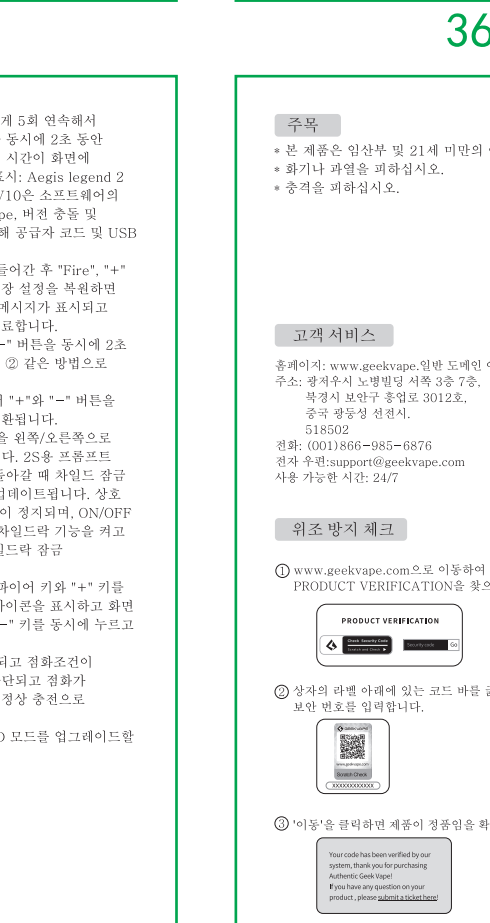 36
게 5회 연속해서
동시에 2초 동안
시간이 화면에
Aegis legend 2
V10은 소프트웨어의
버전 충돌 및
공급자 코드 및 USB
들어간 후 "Fire", "+"
장 설정을 복원하면
메시지가 표시되고
료합니다.
−" 버튼을 동시에 2초
② 같은 방법으로
"+"와 "−" 버튼을
환됩니다.
을 왼쪽/오른쪽으로
다. 2S용 프롬프트
돌아갈 때 차일드 잠금
업데이트됩니다. 상호
이 정지되며, ON/OFF
차일드락 기능을 켜고
일드락 잠금
파이어 키와 "+" 키를
아이콘을 표시하고 화면
−" 키를 동시에 누르고
되고 점화조건이
단되고 점화가
정상 충전으로
모드를 업그레이드할
주목
* 본 제품은 임산부 및 21세 미만의
* 화기나 과열을 피하십시오.
* 충격을 피하십시오.
고객 서비스
홈페이지: www.geekvape.일반 도메인
주소: 광저우시 노병빌딩 서쪽 3층 7층,
북경시 보안구 흥업로 3012호,
중국 광둥성 선전시.
518502
전화: (001)866−985−6876
전자 우편:support@geekvape.com
사용 가능한 시간: 24/7
위조 방지 체크
① www.geekvape.com으로 이동하여
PRODUCT VERIFICATION을 찾으
PRODUCT VERIFICATION
Check Security Code
Scratch and Check
Security code
Go
② 상자의 라벨 아래에 있는 코드 바를
보안 번호를 입력합니다.
GEEKVAPE
www.geekvape.com
Scratch Check
XXXXXXXXXXXX
③ '이동'을 클릭하면 제품이 정품임을 확
Your code has been verified by our
system, thank you for purchasing
Authentic Geek Vape!
If you have any question on your
product , please submit a ticket here!